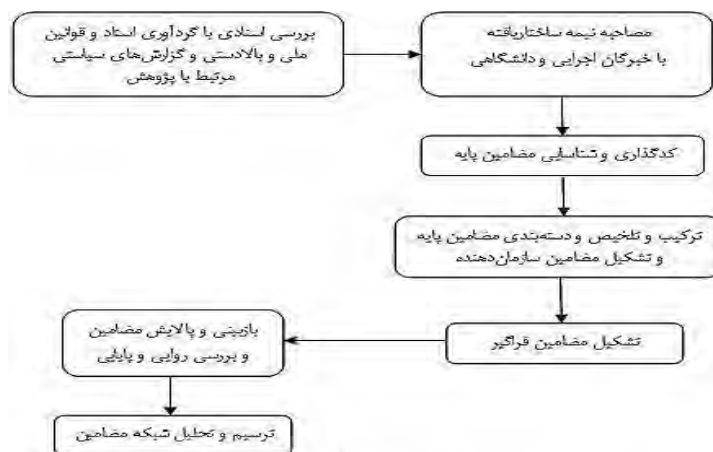 بررسی اسنادی با گردآوری اسناد و قوانین
ملی و بالادستی و گزارش‌های سیاستی
مرتبط با پژوهش
مصاحبه نیمه ساختاریافته
با خبرگان اجرایی و دانشگاهی
کدگذاری و شناسایی مضامین پایه
ترکیب و تلخیص و دسته‌بندی مضامین پایه
و تشکیل مضامین سازمان‌دهنده
تشکیل مضامین فراگیر
بازبینی و پالایش مضامین
و بررسی روایی و پایایی
ترسیم و تحلیل شبکه مضامین